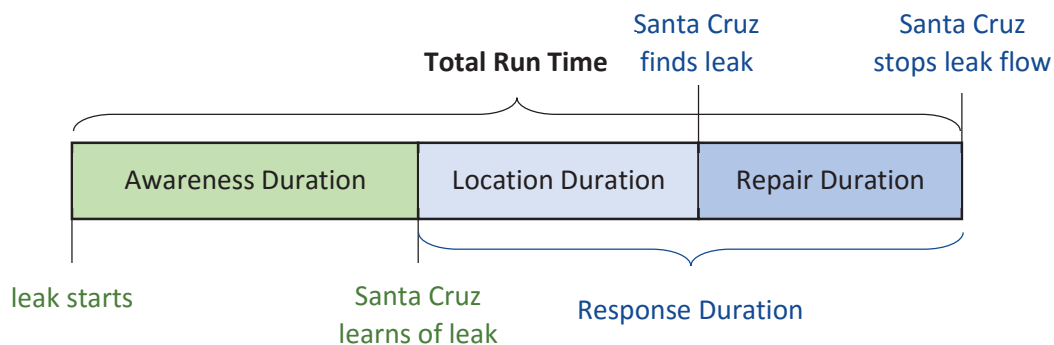 Santa Cruz
finds leak
Santa Cruz
stops leak flow
Total Run Time
Awareness Duration
Location Duration
Repair Duration
leak starts
Santa Cruz
learns of leak
Response Duration